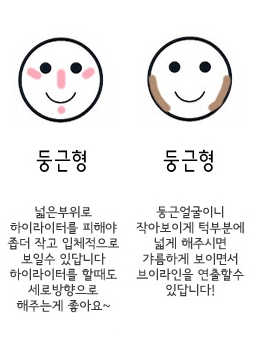 둥근형
넓은부위로
하이라이터를 피해야
좁더 작고 입체적으로
보일수 있답니다
하이라이터를 할때도
세로방향으로
해주는게 좋아요~
둥근형
둥근얼굴이니
작아보이게 턱부분에
넓게 해주시면
갸름하게 보이면서
브이라인을 연출할수
있답니다!